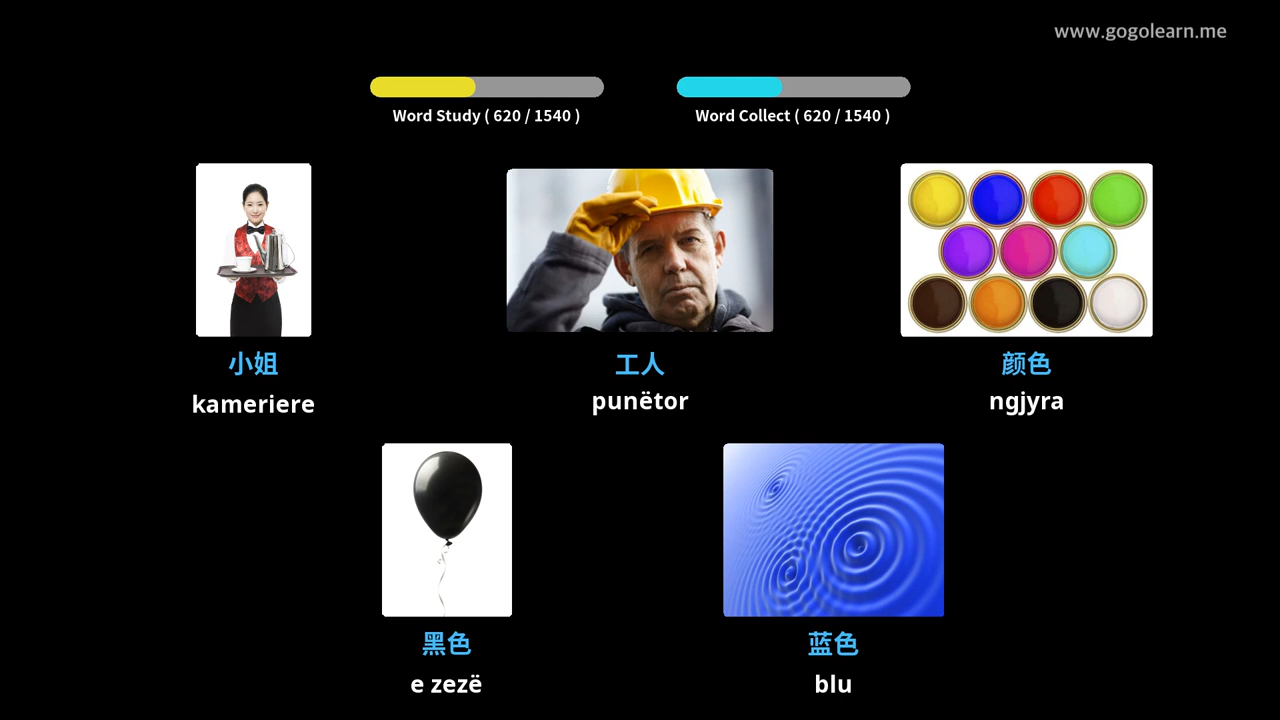 www.gogolearn.me
Word Study ( 620 / 1540 )
Word Collect ( 620 / 1540 )
小姐
kameriere
工人
punëtor
颜色
ngjyra
黑色
e zezë
蓝色
blu